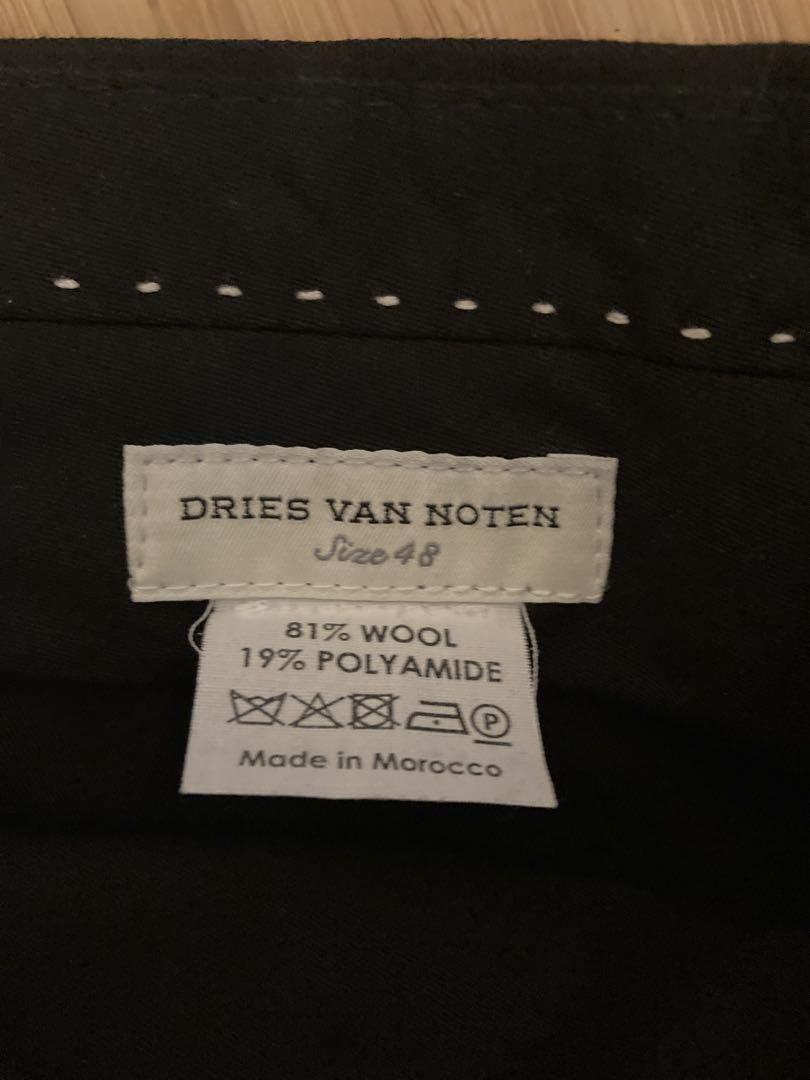 DRIES VAN NOTEN
Size 48
81% WOOL
19% POLYAMIDE
P
Made in Morocco